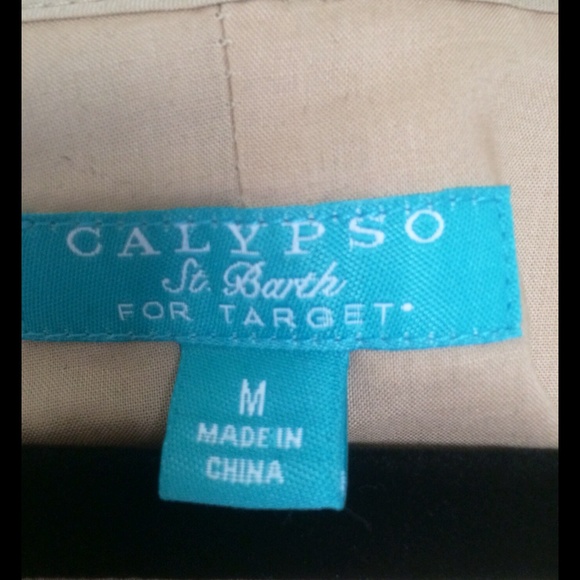 CALYPSO
St. Barth
FOR TARGET
M
MADE IN
CHINA